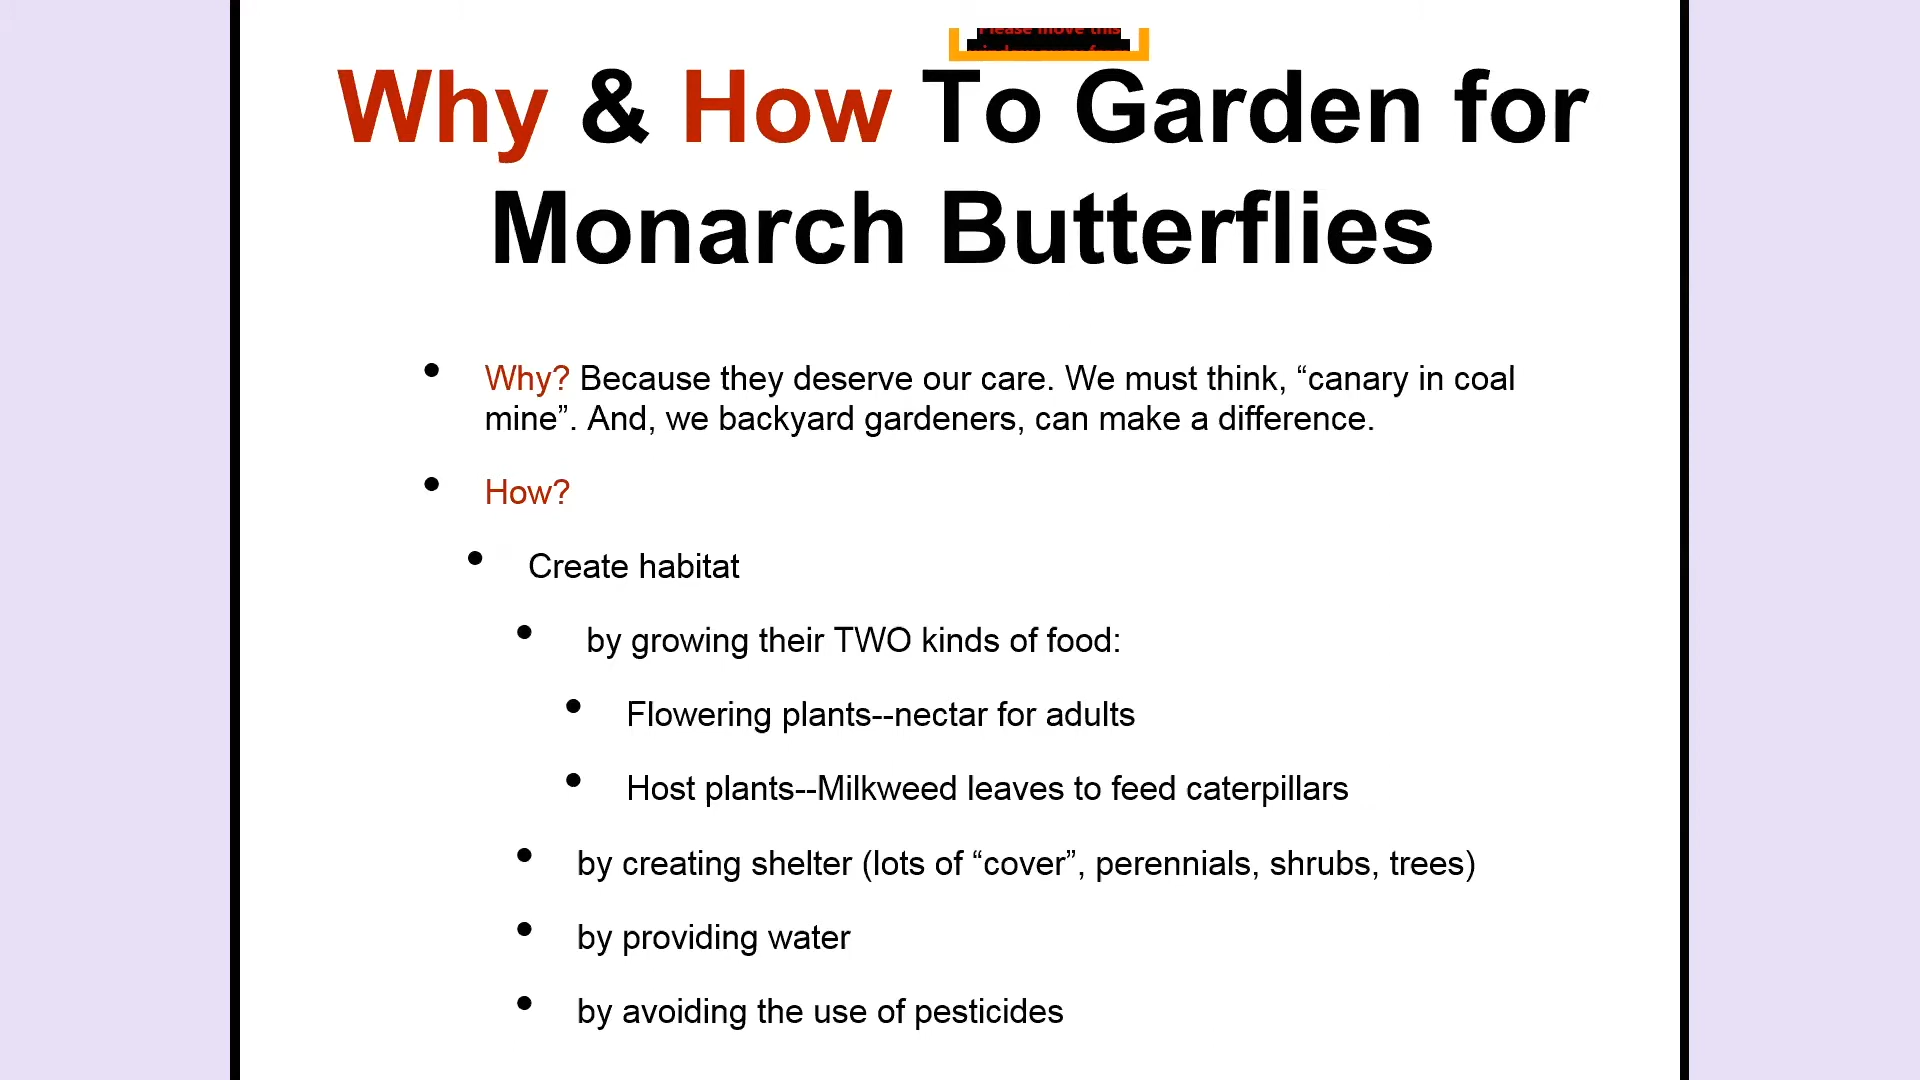 Please move this
Why & How To Garden for
Monarch Butterflies
• Why? Because they deserve our care. We must think, “canary in coal
mine”. And, we backyard gardeners, can make a difference.
• How?
• Create habitat
• by growing their TWO kinds of food:
• Flowering plants--nectar for adults
• Host plants--Milkweed leaves to feed caterpillars
• by creating shelter (lots of “cover”, perennials, shrubs, trees)
• by providing water
• by avoiding the use of pesticides